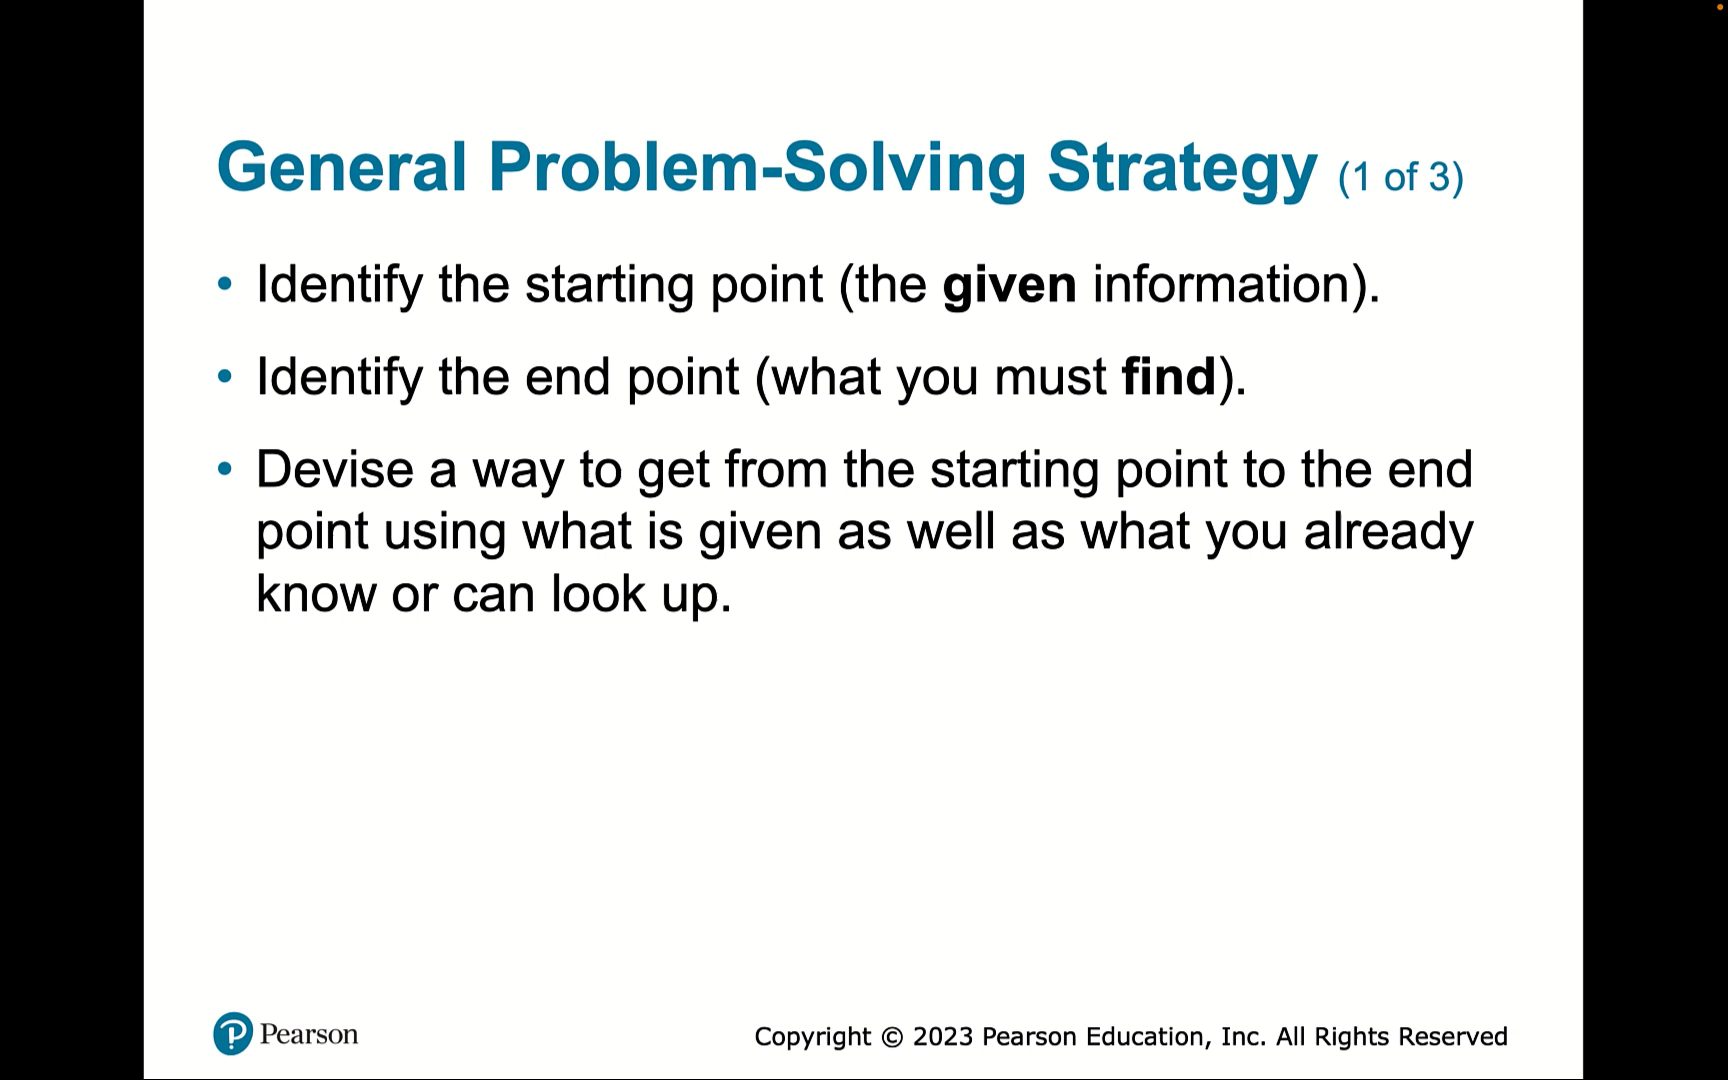 General Problem-Solving Strategy (1 of 3)
• Identify the starting point (the given information).
• Identify the end point (what you must find).
• Devise a way to get from the starting point to the end
point using what is given as well as what you already
know or can look up.
Pearson
Copyright © 2023 Pearson Education, Inc. All Rights Reserved